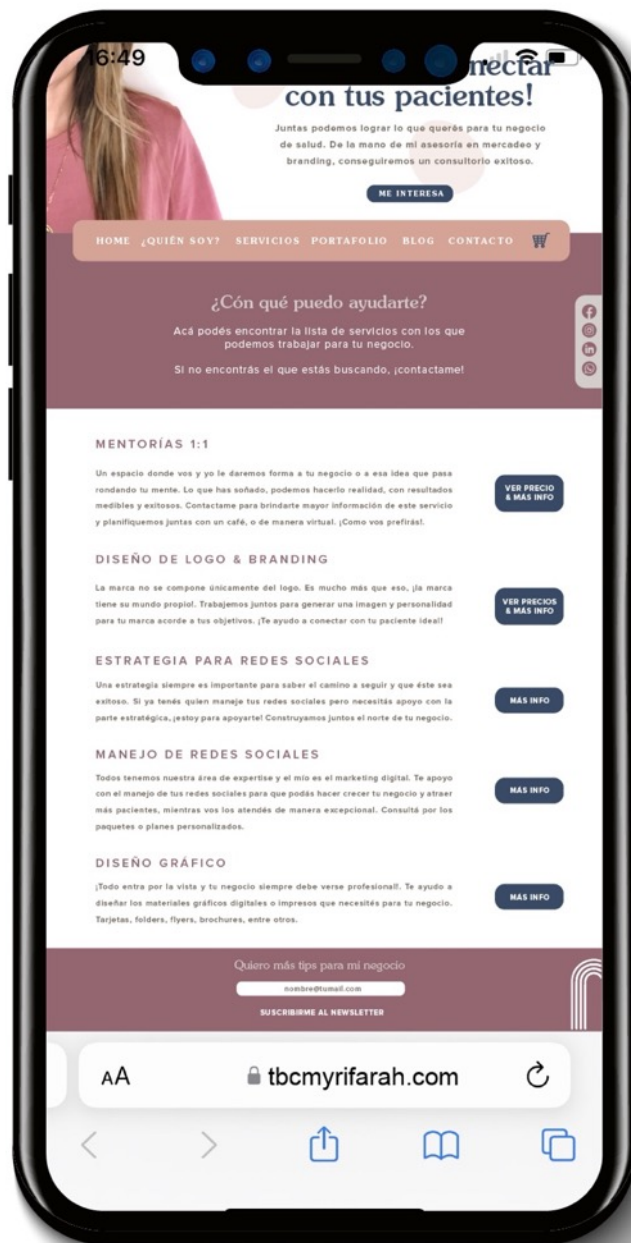 16:49
nectar
con tus pacientes!
Juntas podemos lograr lo que querés para tu negocio
de salud. De la mano de mi asesoría en mercadeo y
branding, conseguiremos un consultorio exitoso.
ME INTERESA
HOME ¿QUIÉN SOY? SERVICIOS PORTAFOLIO BLOG CONTACTO
¿Cón qué puedo ayudarte?
Acá podés encontrar la lista de servicios con los que
podemos trabajar para tu negocio.
Si no encontrás el que estás buscando, ¡contactame!
MENTORÍAS 1:1
Un espacio donde vos y yo le daremos forma a tu negocio o a esa idea que pasa
rondando tu mente. Lo que has soñado, podemos hacerlo realidad, con resultados
medibles y exitosos. Contactame para brindarte mayor información de este servicio
y planifiquemos juntas con un café, o de manera virtual. ¡Como vos prefirás!.
VER PRECIO
& MÁS INFO
DISEÑO DE LOGO & BRANDING
La marca no se compone únicamente del logo. Es mucho más que eso, ¡la marca
tiene su mundo propio!. Trabajemos juntos para generar una imagen y personalidad
para tu marca acorde a tus objetivos. ¡Te ayudo a conectar con tu paciente ideal!
VER PRECIOS
& MÁS INFO
ESTRATEGIA PARA REDES SOCIALES
Una estrategia siempre es importante para saber el camino a seguir y que éste sea
exitoso. Si ya tenés quien maneje tus redes sociales pero necesitás apoyo con la
parte estratégica, ¡estoy para apoyarte! Construyamos juntos el norte de tu negocio.
MÁS INFO
MANEJO DE REDES SOCIALES
Todos tenemos nuestra área de expertise y el mío es el marketing digital. Te apoyo
con el manejo de tus redes sociales para que podás hacer crecer tu negocio y atraer
más pacientes, mientras vos los atendés de manera excepcional. Consultá por los
paquetes o planes personalizados.
MÁS INFO
DISEÑO GRÁFICO
¡Todo entra por la vista y tu negocio siempre debe verse profesional!. Te ayudo a
diseñar los materiales gráficos digitales o impresos que necesités para tu negocio.
Tarjetas, folders, flyers, brochures, entre otros.
MÁS INFO
Quiero más tips para mi negocio
nombre@tumail.com
SUSCRIBIRME AL NEWSLETTER
AA
tbcmyrifarah.com